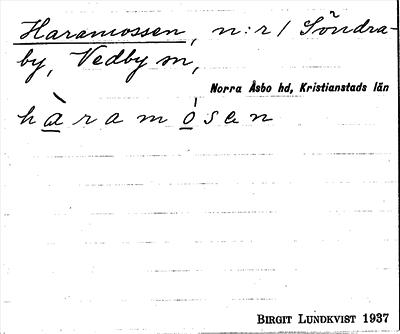 Haramossen, n:r 1 Söndra-
by, Vedby sn,
Norra Åsbo hd, Kristianstads län
hàramòsen
BIRGIT LUNDKVIST 1937